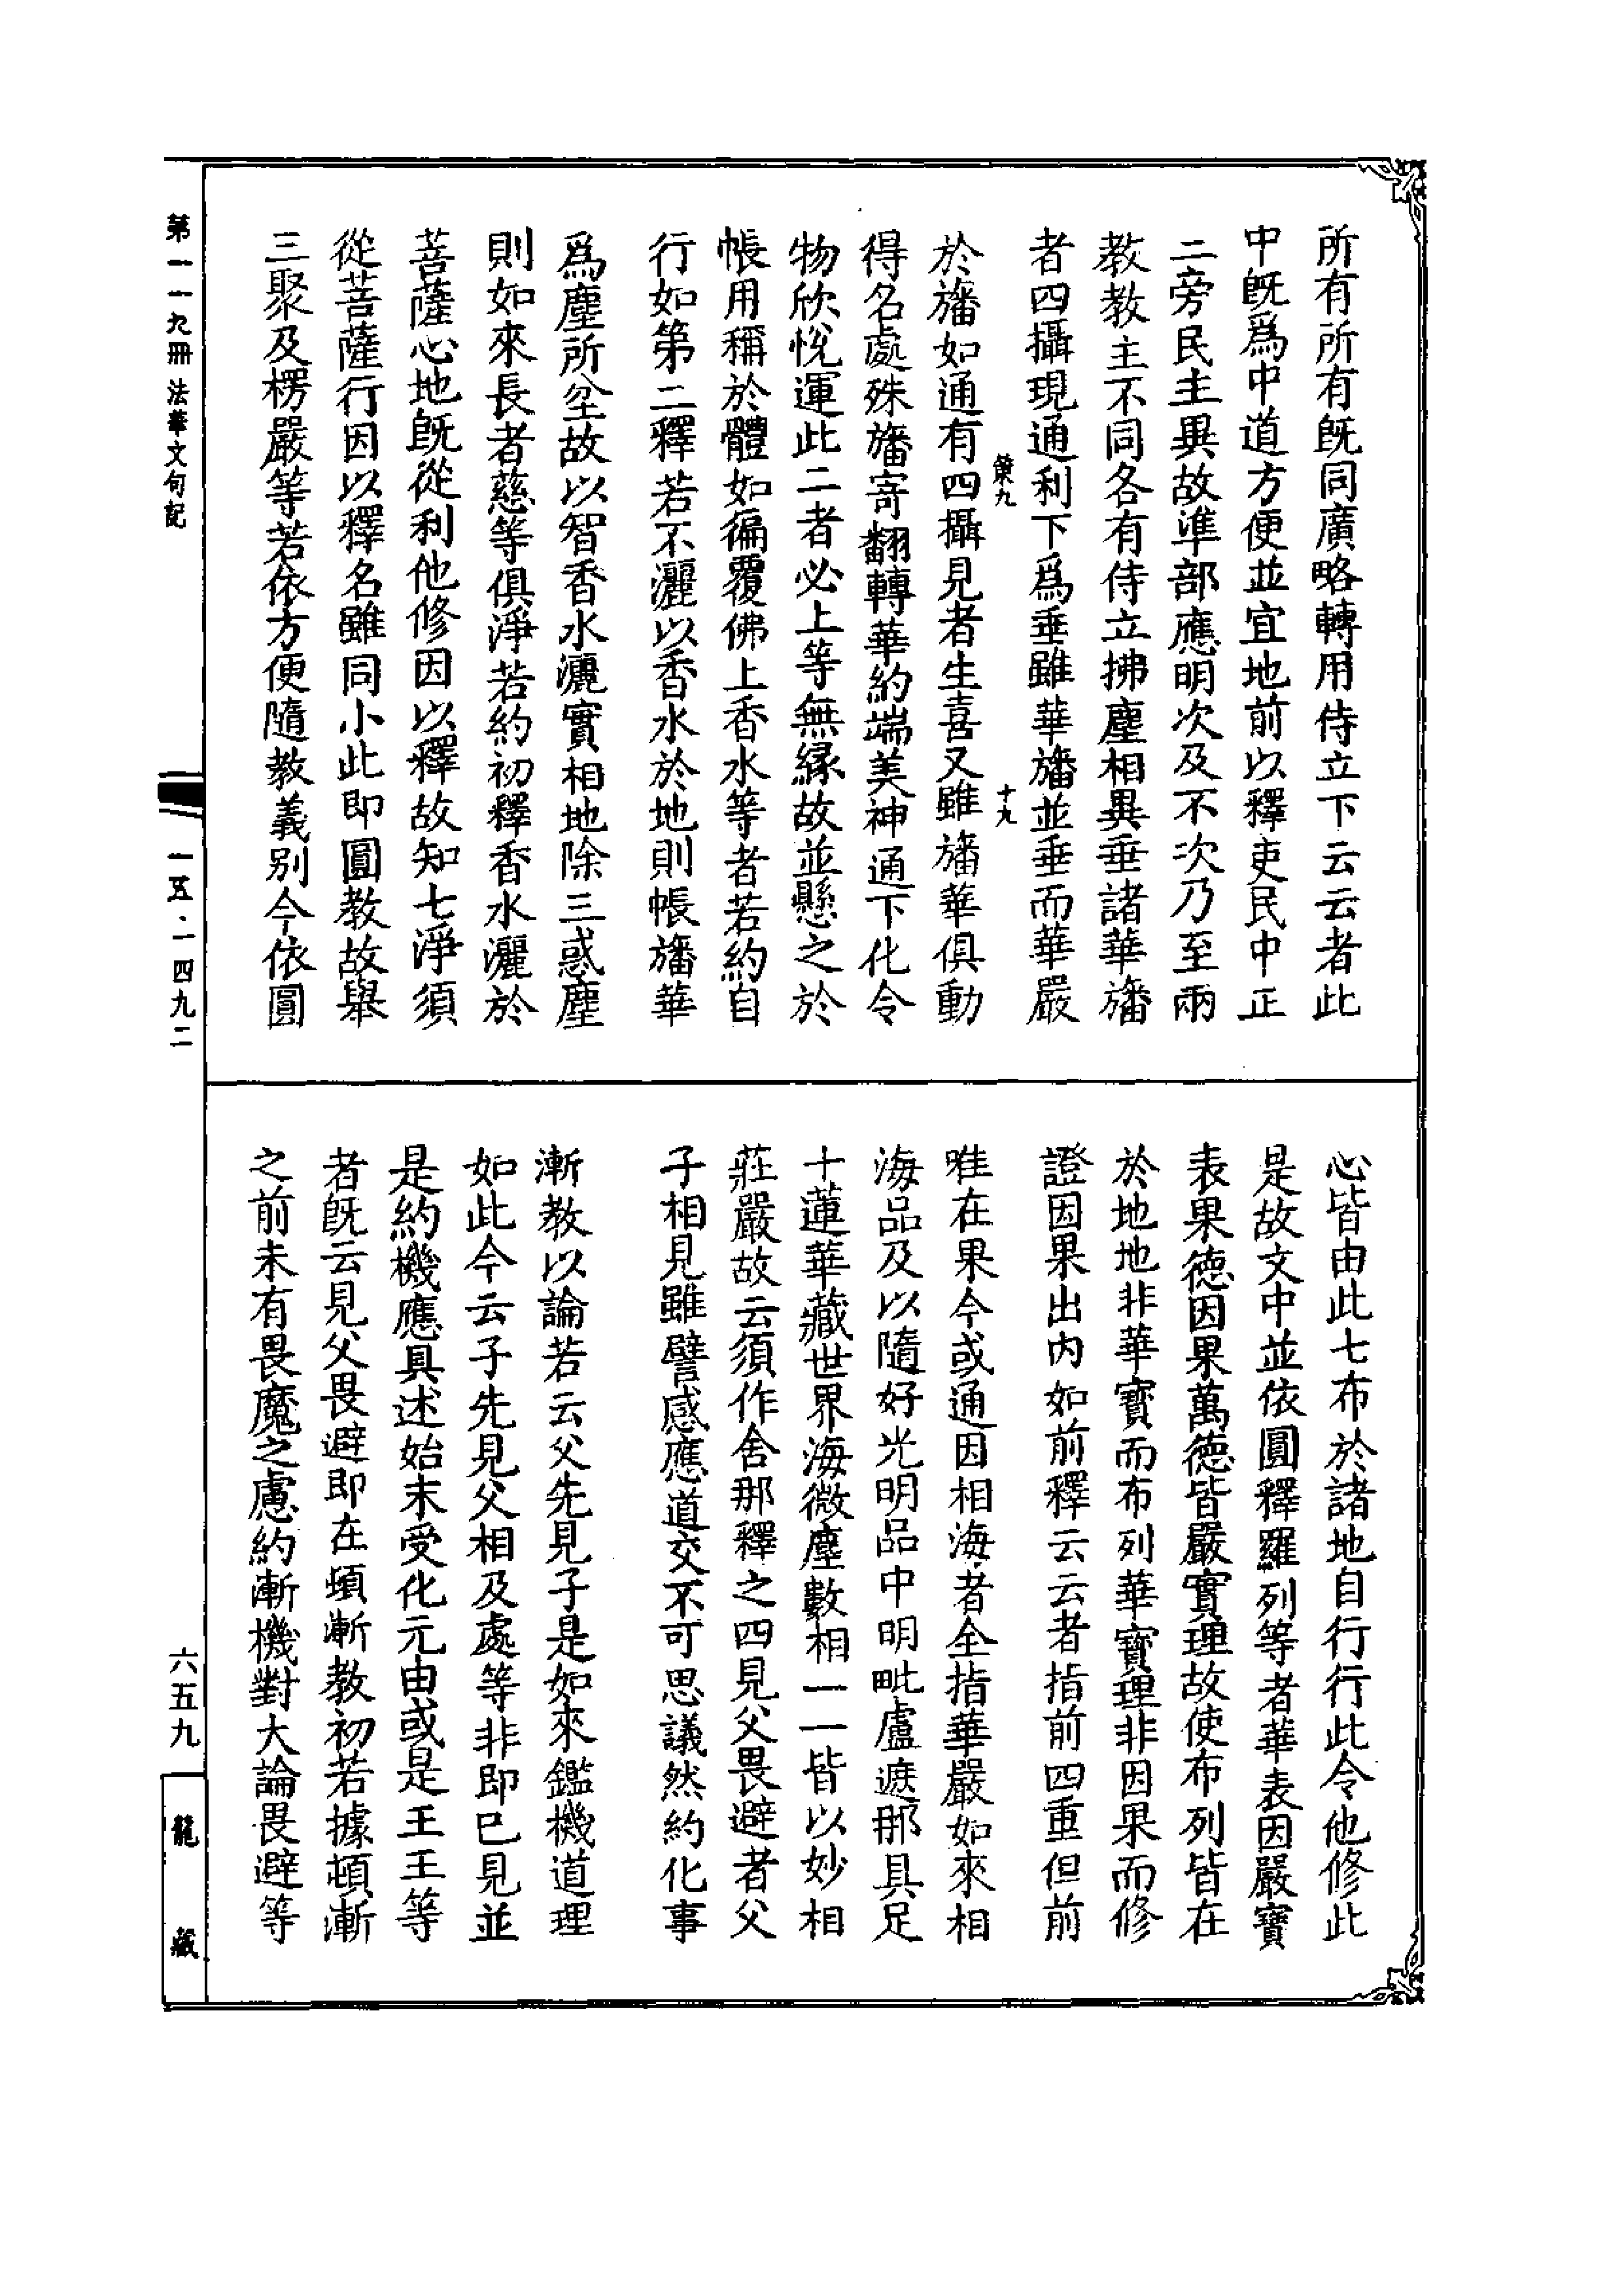 所有所有既同廣略轉用侍立下云云者此
中既爲中道方便並宜地前以釋吏民中正
二旁民主異故準部應明次及不次乃至兩
教教主不同各有侍立拂塵相異垂諸華旛
者四攝現通利下爲垂雖華旛並垂而華嚴
策九
十九
於旛如通有四攝見者生喜又雖旛華俱動
得名處殊旛寄翻轉華約端美神通下化令
物欣悅運此二者必上等無緣故並懸之於
帳用稱於體如徧覆佛上香水等者若約自
行如第二釋若不灑以香水於地則帳旛華
爲塵所坌故以智香水灑實相地除三惑塵
則如來長者慈等俱淨若約初釋香水灑於
菩薩心地既從利他修因以釋故知七淨須
從菩薩行因以釋名雖同小此即圓教故舉
三聚及楞嚴等若依方便隨教義別今依圓
心皆由此七布於諸地自行行此令他修此
是故文中並依圓釋羅列等者華表因嚴寶
表果德因果萬德皆嚴實理故使布列皆在
於地地非華寶而布列華寶理非因果而修
證因果出內如前釋云云者指前四重但前
唯在果今或通因相海者全指華嚴如來相
海品及以隨好光明品中明毗盧遮那具足
十蓮華藏世界海微塵數相一一皆以妙相
莊嚴故云須作舍那釋之四見父畏避者父
子相見雖譬感應道交不可思議然約化事
漸教以論若云父先見子是如來鑑機道理
如此今云子先見父相及處等非即已見並
是約機應具述始末受化元由或是王王等
者既云見父畏避即在頓漸教初若據頓漸
之前未有畏魔之慮約漸機對大論畏避等
第一一九冊 法華文句記
一五·一四九二
六五九
龍藏